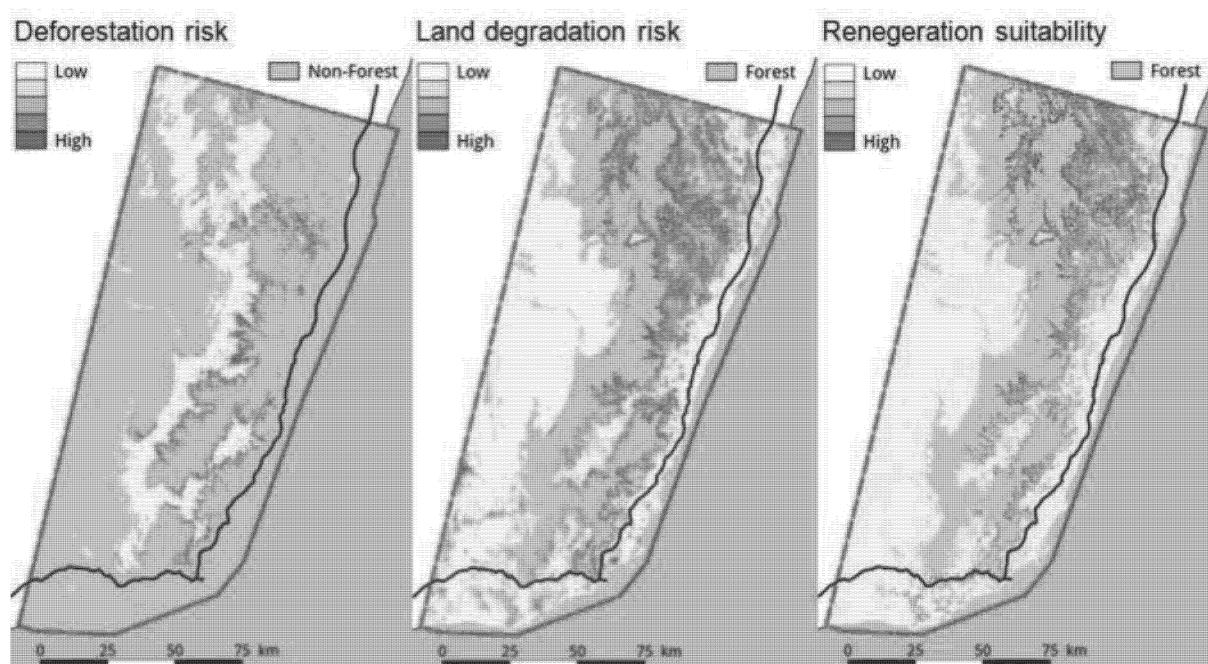 Deforestation risk
Low
High
Non-Forest
0 25 50 75 km
Land degradation risk
Low
High
Forest
0 25 50 75 km
Renegeration suitability
Low
High
Forest
0 25 50 75 km